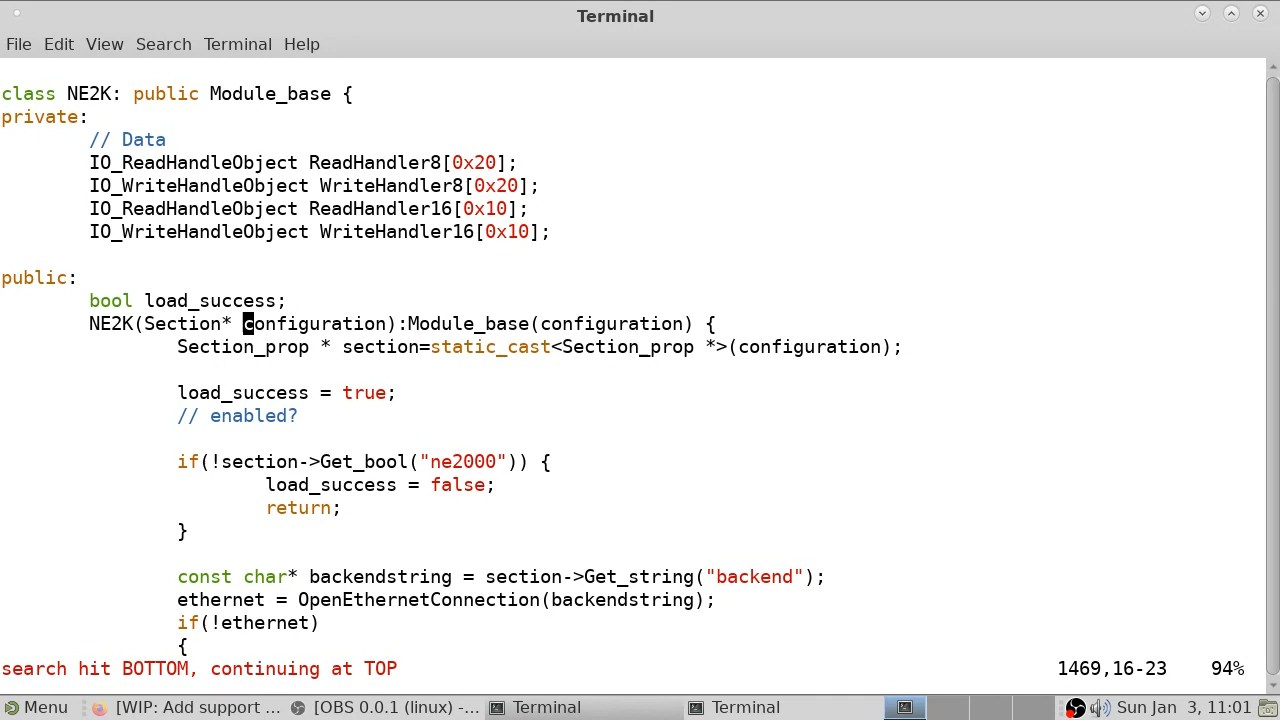 Terminal
File Edit View Search Terminal Help
class NE2K: public Module_base {
private:
// Data
IO_ReadHandleObject ReadHandler8[0x20];
IO_WriteHandleObject WriteHandler8[0x20];
IO_ReadHandleObject ReadHandler16[0x10];
IO_WriteHandleObject WriteHandler16[0x10];
public:
bool load_success;
NE2K(Section* configuration):Module_base(configuration) {
Section_prop * section=static_cast<Section_prop *>(configuration);
load_success = true;
// enabled?
if(!section->Get_bool("ne2000")) {
load_success = false;
return;
}
const char* backendstring = section->Get_string("backend");
ethernet = OpenEthernetConnection(backendstring);
if(!ethernet)
{
search hit BOTTOM, continuing at TOP 1469,16-23 94%
Menu [WIP: Add support ... [OBS 0.0.1 (linux) -... Terminal Terminal Sun Jan 3, 11:01